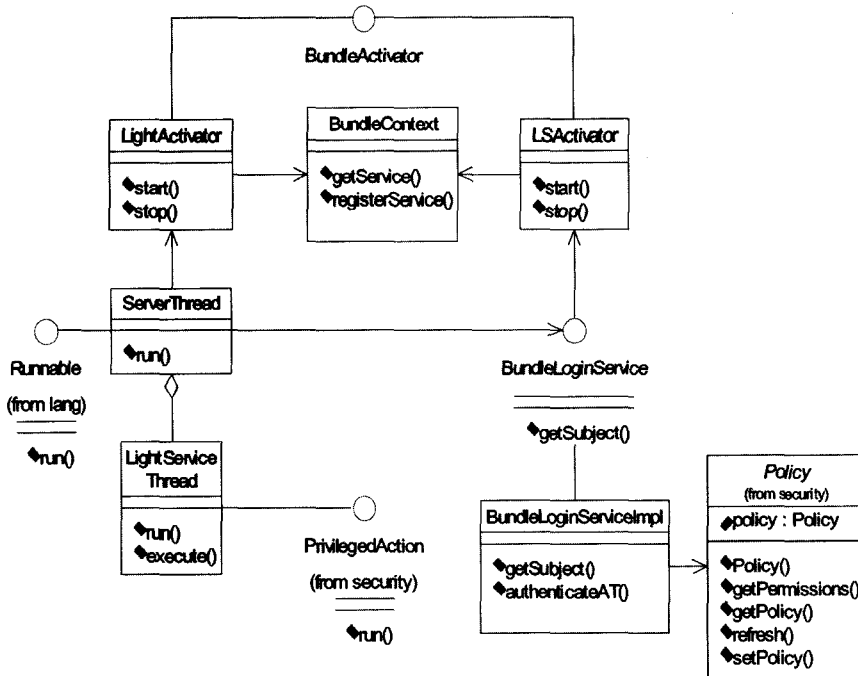 BundleActivator
LightActivator
start()
stop()
BundleContext
getService()
registerService()
LSActivator
start()
stop()
ServerThread
run()
Runnable
(from lang)
run()
BundleLoginService
getSubject()
LightService
Thread
run()
execute()
PrivilegedAction
(from security)
run()
BundleLoginServiceImpl
getSubject()
authenticateAT()
Policy
(from security)
policy : Policy
Policy()
getPermissions()
getPolicy()
refresh()
setPolicy()